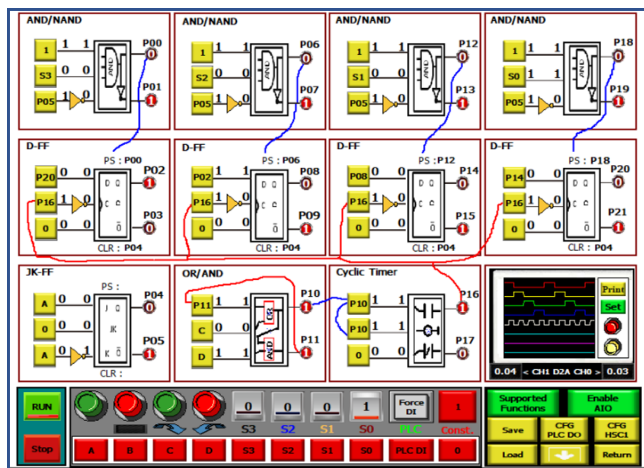 AND/NAND AND/NAND AND/NAND AND/NAND
1 1 1 P00 1 1 1 P06 1 1 1 P12 1 1 1 P18
0 0 0 0
S3 0 0 AND S2 0 0 AND S1 0 0 AND S0 1 1 AND
P05 1 0 P01 P05 1 0 P07 P05 1 0 P13 P05 1 0 P19
1 1 1 1
D-FF D-FF D-FF D-FF
PS : P00 PS : P06 PS : P12 PS : P18
P20 0 0 D Q P02 P02 1 1 D Q P08 P08 0 0 D Q P14 P14 0 0 D Q P20
1 0 0 0
P16 1 0 C Q P16 1 0 C Q P16 1 0 C Q P16 1 0 C Q
0 0 0 Q P03 0 0 0 Q P09 0 0 0 Q P15 0 0 0 Q P21
0 1 1 1
CLR : P04 CLR : P04 CLR : P04 CLR : P04
JK-FF OR/AND Cyclic Timer
PS :
A 0 0 J Q P04 P11 1 1 OR P10 P10 1 1 P16
0 1 1
0 0 0 JK C 0 0 P10 1 1
A 0 1 K Q P05 D 1 1 AND P11 0 0 0 P17
1 1 0
CLR :
Print
Set
0.04 < CH1 D2A CH0 > 0.03
RUN 0 0 0 1 Force DI 1
S3 S2 S1 S0 PLC Const.
Stop A B C D S3 S2 S1 S0 PLC DI 0
Supported Functions Enable AIO
Save CFG PLC DO CFG HSC1
Load Return